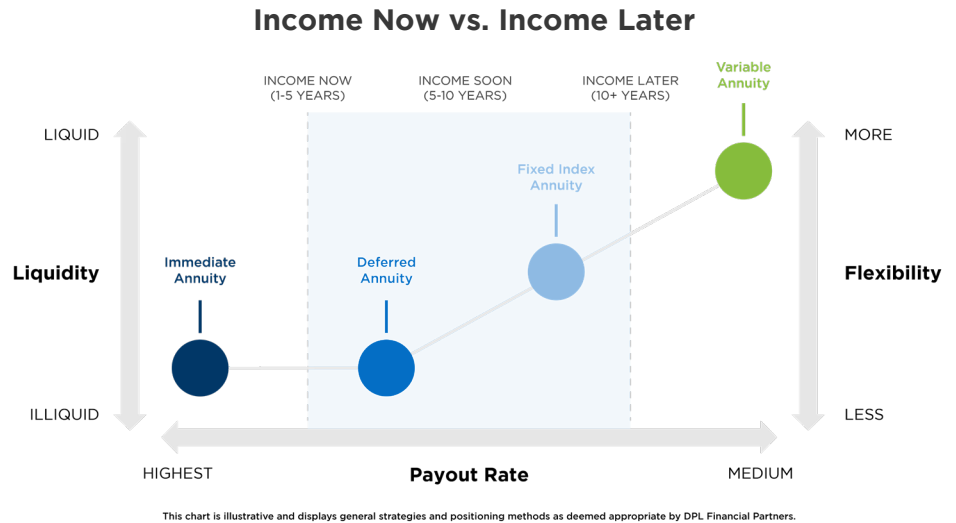 Income Now vs. Income Later
INCOME NOW
(1-5 YEARS)
INCOME SOON
(5-10 YEARS)
INCOME LATER
(10+ YEARS)
Variable
Annuity
LIQUID
MORE
Fixed Index
Annuity
Immediate
Annuity
Deferred
Annuity
Liquidity
Flexibility
ILLIQUID
LESS
HIGHEST
Payout Rate
MEDIUM
This chart is illustrative and displays general strategies and positioning methods as deemed appropriate by DPL Financial Partners.